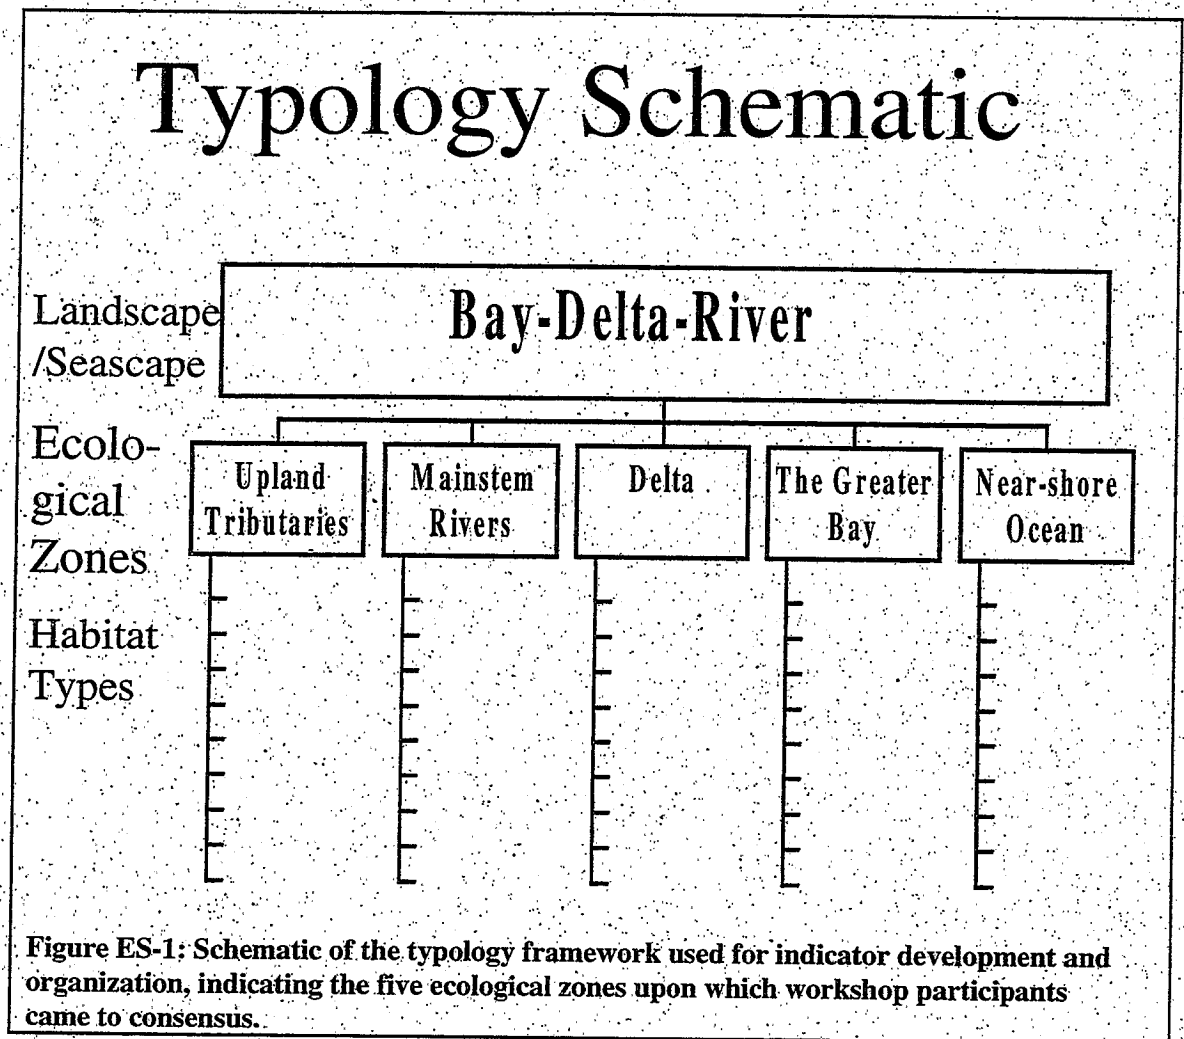 Typology Schematic
Landscape
/Seascape
Bay-Delta-River
Ecolo-
gical
Zones
Upland
Tributaries
Mainstem
Rivers
Delta
The Greater
Bay
Near-shore
Ocean
Habitat
Types
Figure ES-1: Schematic of the typology framework used for indicator development and
organization, indicating the five ecological zones upon which workshop participants
came to consensus.